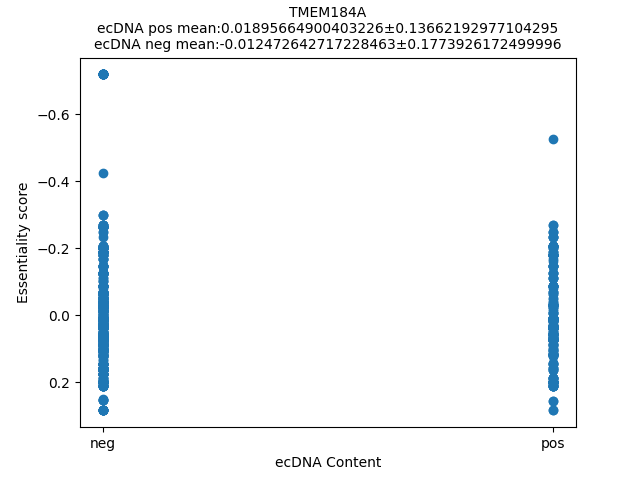 TMEM184A
ecDNA pos mean:0.01895664900403226±0.13662192977104295
ecDNA neg mean:-0.012472642717228463±0.1773926172499996
−0.6
−0.4
−0.2
0.0
0.2
Essentiality score
neg
pos
ecDNA Content